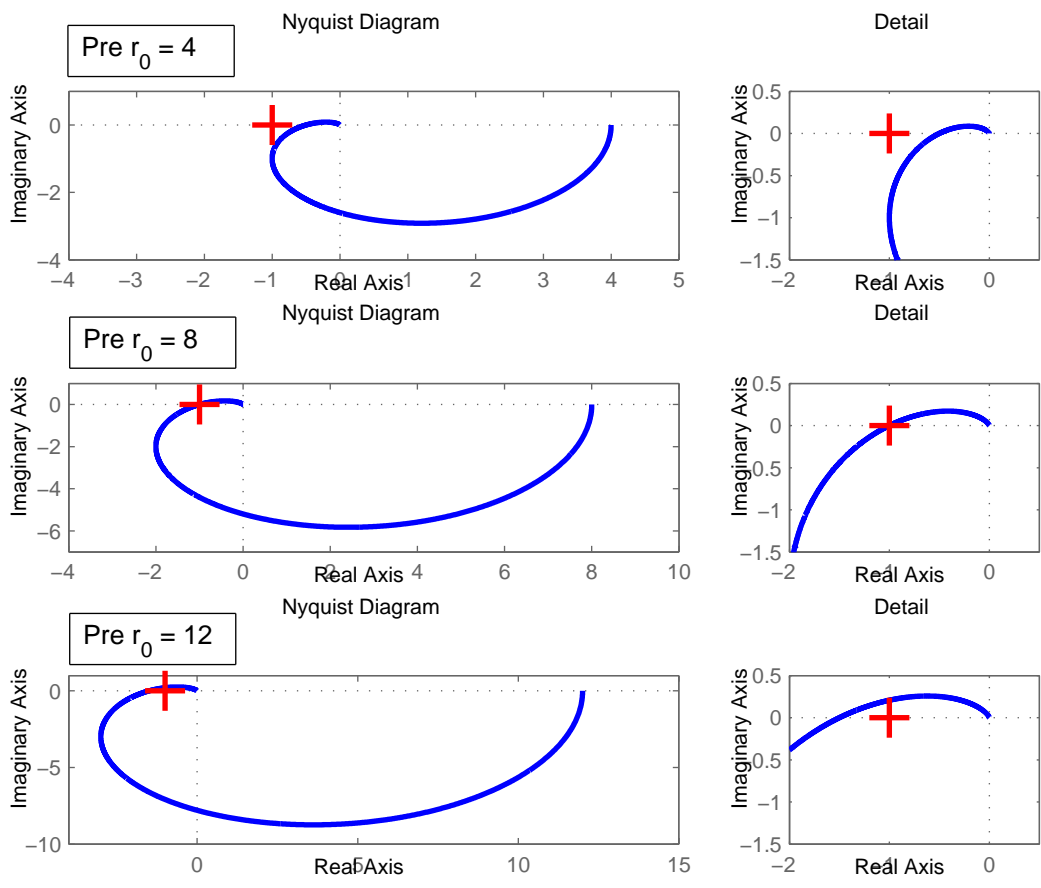 Nyquist Diagram
Detail
Pre r0 = 4
Imaginary Axis
0
−2
−4
−4 −3 −2 −1 0 1 2 3 4 5
Real Axis
Imaginary Axis
0.5
0
−0.5
−1
−1.5
−2 −1 0
Real Axis
Nyquist Diagram
Detail
Pre r0 = 8
Imaginary Axis
0
−2
−4
−6
−4 −2 0 2 4 6 8 10
Real Axis
Imaginary Axis
0.5
0
−0.5
−1
−1.5
−2 −1 0
Real Axis
Nyquist Diagram
Detail
Pre r0 = 12
Imaginary Axis
0
−5
−10
0 5 10 15
Real Axis
Imaginary Axis
0.5
0
−0.5
−1
−1.5
−2 −1 0
Real Axis